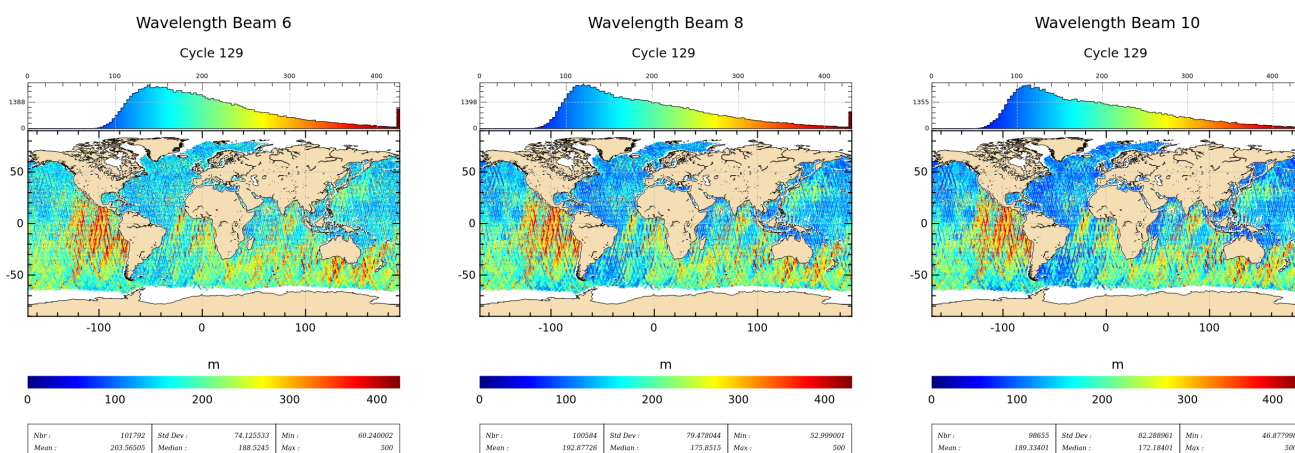 Wavelength Beam 6
Cycle 129
0 100 200 300 400
1388
0
50
0
-50
-100 0 100
m
0 100 200 300 400
Nbr : 101792 Std Dev : 74.125533 Min : 60.240002
Mean : 203.56505 Median : 188.5245 Max : 500
Wavelength Beam 8
Cycle 129
0 100 200 300 400
1398
0
50
0
-50
-100 0 100
m
0 100 200 300 400
Nbr : 100584 Std Dev : 79.478044 Min : 52.999001
Mean : 192.87726 Median : 175.8515 Max : 500
Wavelength Beam 10
Cycle 129
0 100 200 300 400
1355
0
50
0
-50
-100 0 100
m
0 100 200 300 400
Nbr : 98655 Std Dev : 82.288961 Min : 46.877998
Mean : 189.33401 Median : 172.18401 Max : 500